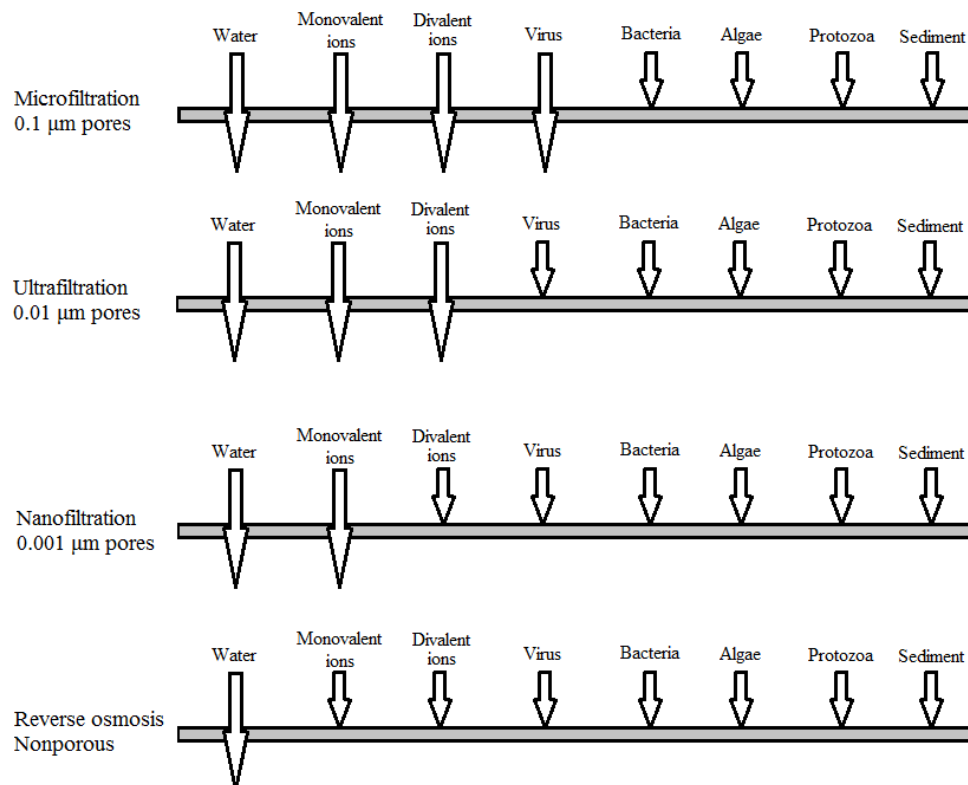 Water
Monovalent
ions
Divalent
ions
Virus
Bacteria
Algae
Protozoa
Sediment
Microfiltration
0.1 μm pores
Water
Monovalent
ions
Divalent
ions
Virus
Bacteria
Algae
Protozoa
Sediment
Ultrafiltration
0.01 μm pores
Water
Monovalent
ions
Divalent
ions
Virus
Bacteria
Algae
Protozoa
Sediment
Nanofiltration
0.001 μm pores
Water
Monovalent
ions
Divalent
ions
Virus
Bacteria
Algae
Protozoa
Sediment
Reverse osmosis
Nonporous